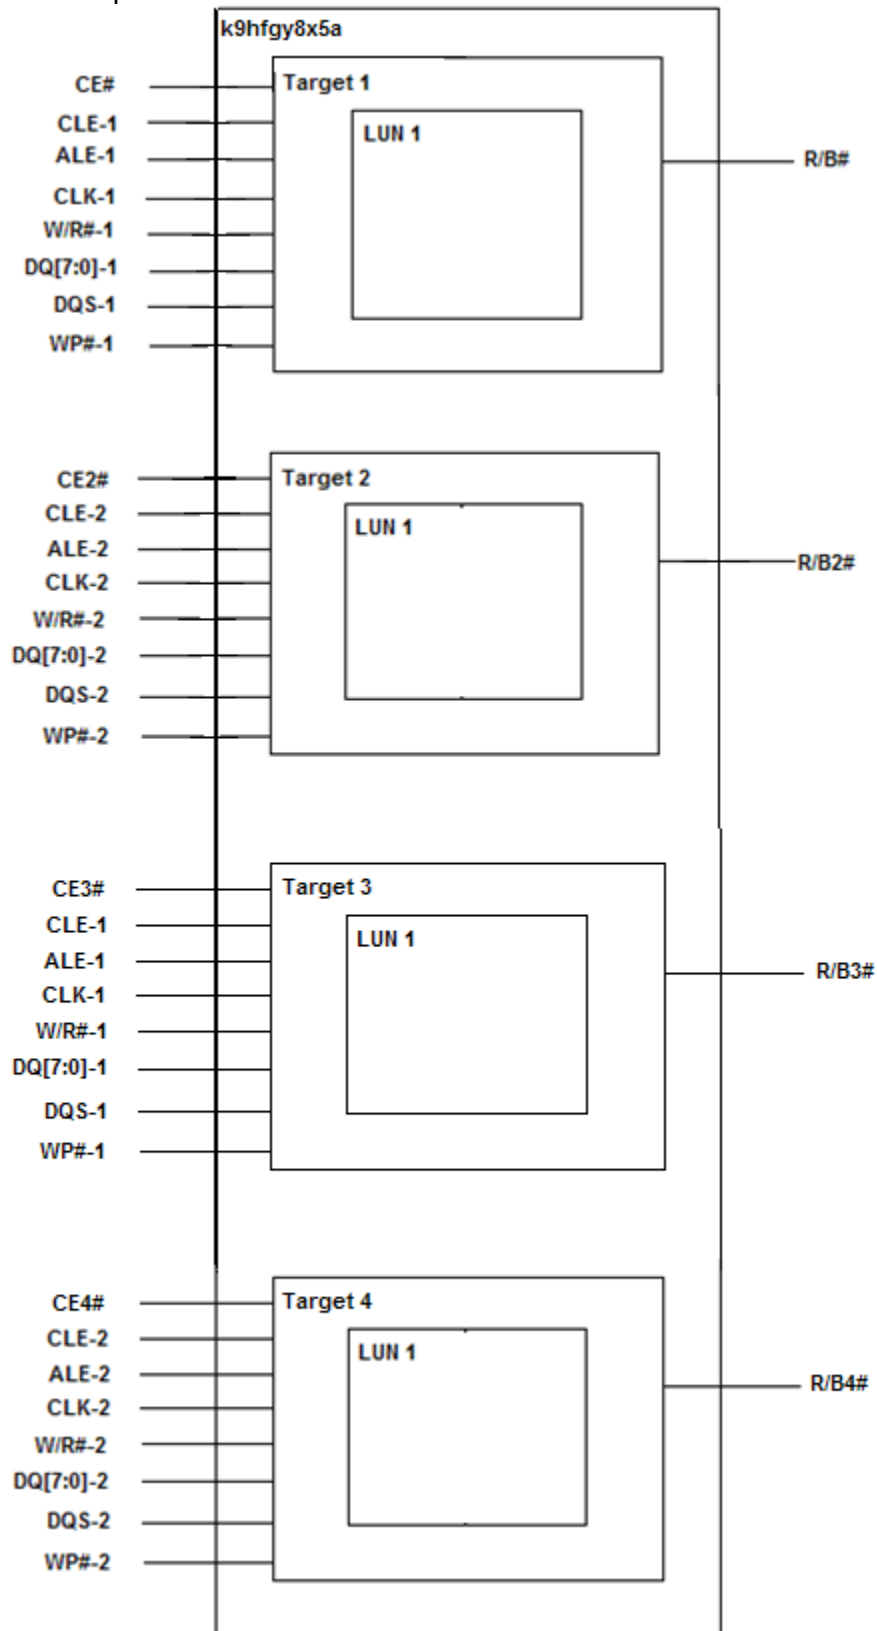 k9hfgy8x5a
CE#
Target 1
CLE-1
LUN 1
ALE-1
R/B#
CLK-1
W/R#-1
DQ[7:0]-1
DQS-1
WP#-1
CE2#
Target 2
CLE-2
LUN 1
ALE-2
R/B2#
CLK-2
W/R#-2
DQ[7:0]-2
DQS-2
WP#-2
CE3#
Target 3
CLE-1
LUN 1
ALE-1
R/B3#
CLK-1
W/R#-1
DQ[7:0]-1
DQS-1
WP#-1
CE4#
Target 4
CLE-2
LUN 1
ALE-2
R/B4#
CLK-2
W/R#-2
DQ[7:0]-2
DQS-2
WP#-2